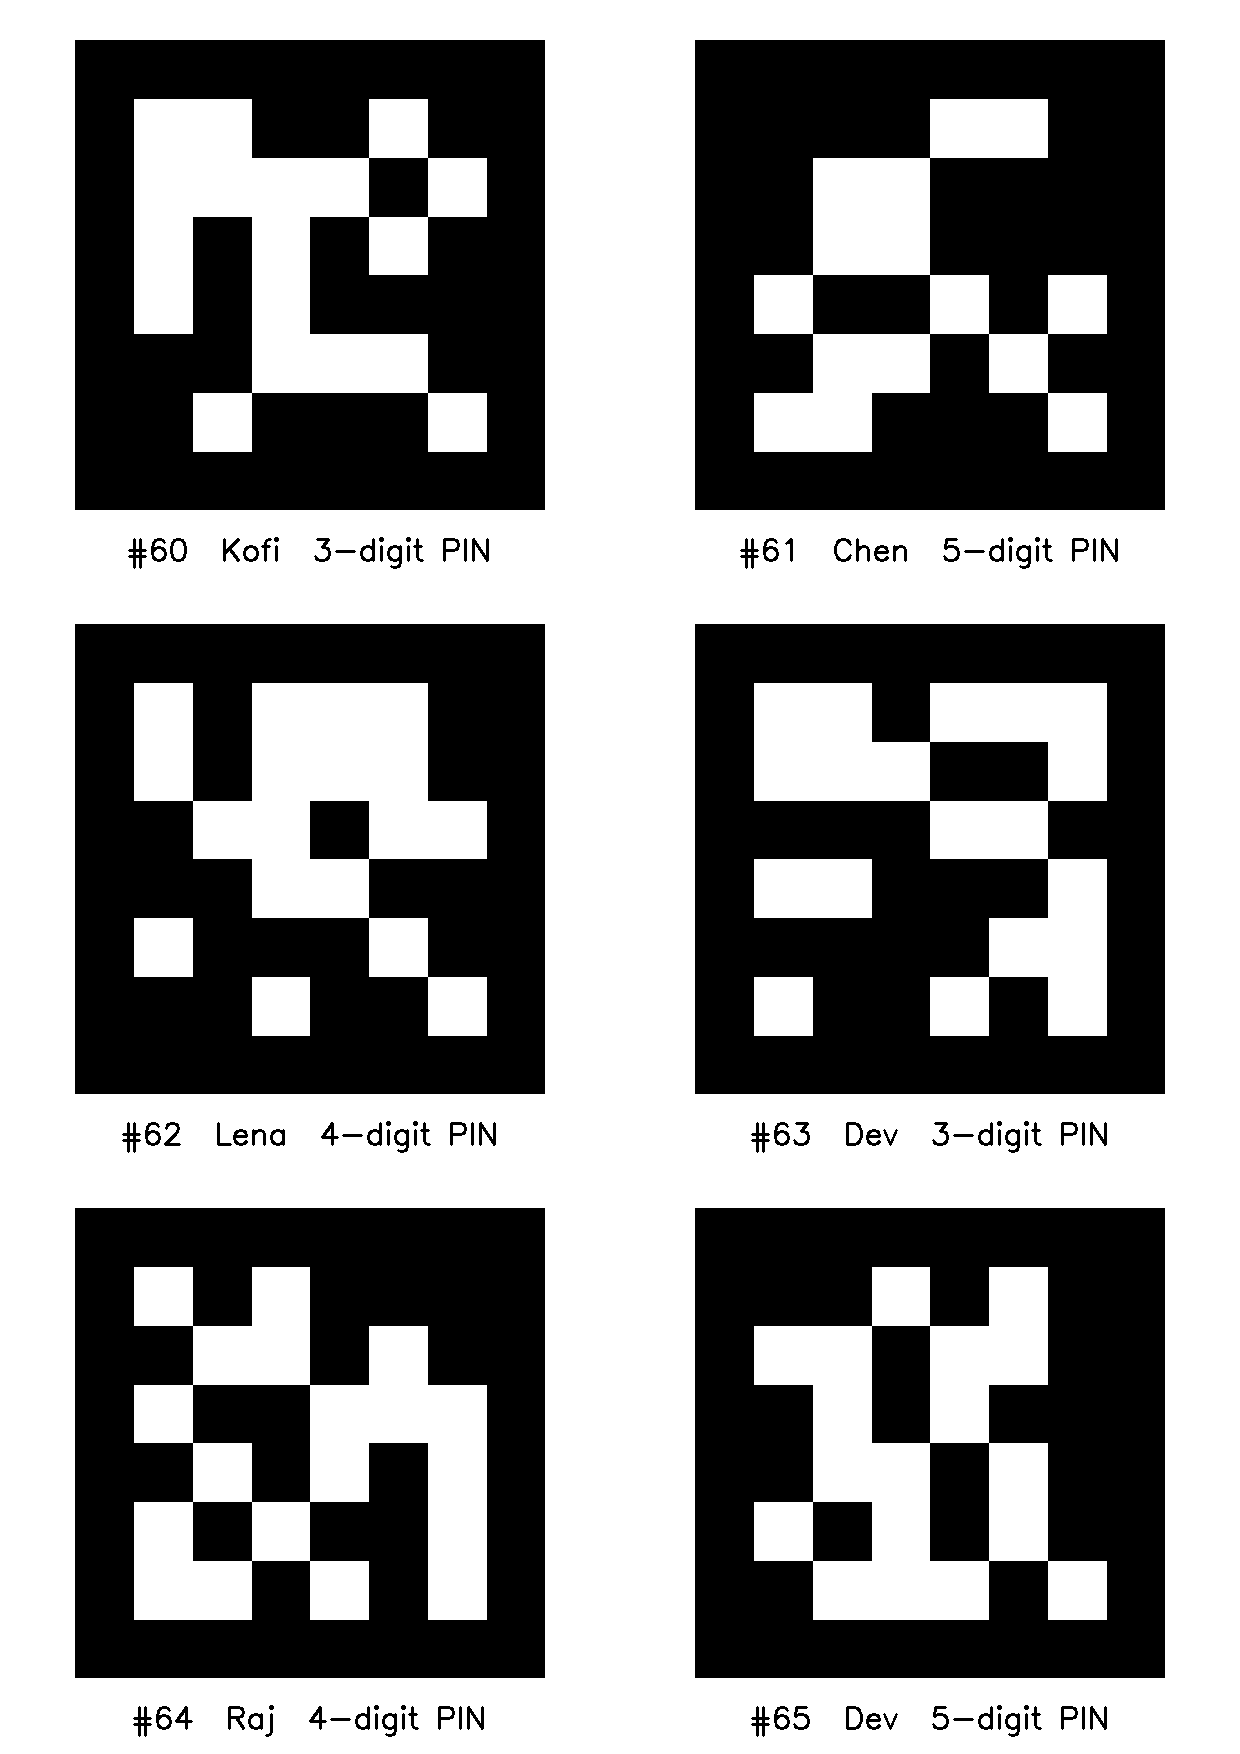 #60 Kofi 3-digit PIN
#61 Chen 5-digit PIN
#62 Lena 4-digit PIN
#63 Dev 3-digit PIN
#64 Raj 4-digit PIN
#65 Dev 5-digit PIN